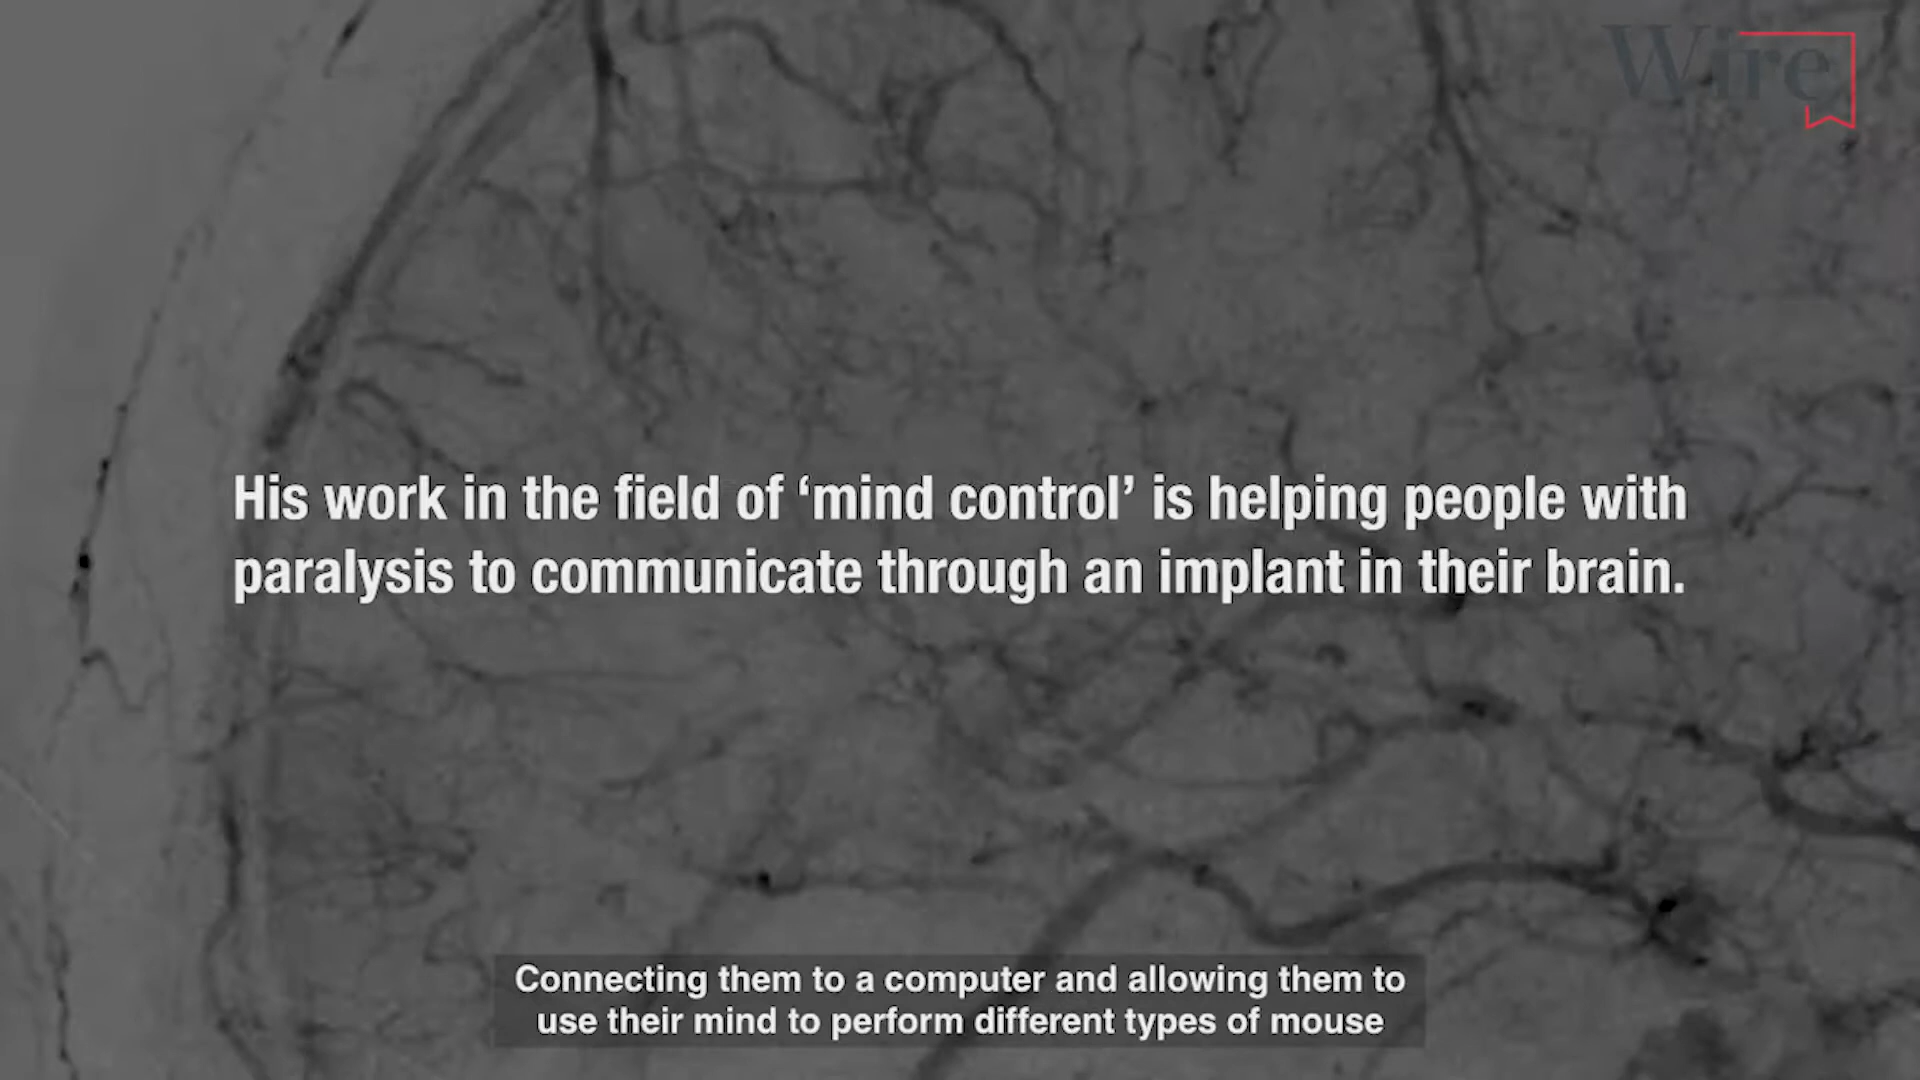 Wire
His work in the field of ‘mind control’ is helping people with
paralysis to communicate through an implant in their brain.
Connecting them to a computer and allowing them to
use their mind to perform different types of mouse